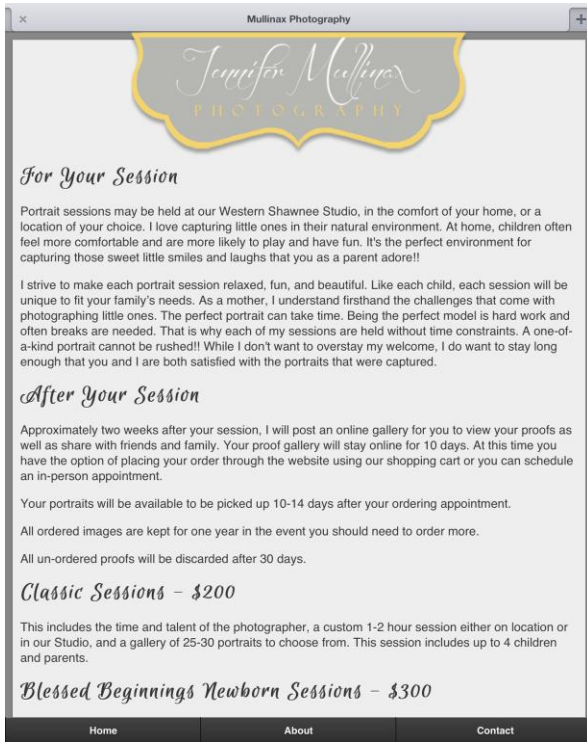 Mullinax Photography
Jennifer Mullinax
PHOTOGRAPHY
For Your Session
Portrait sessions may be held at our Western Shawnee Studio, in the comfort of your home, or a
location of your choice. I love capturing little ones in their natural environment. At home, children often
feel more comfortable and are more likely to play and have fun. It's the perfect environment for
capturing those sweet little smiles and laughs that you as a parent adore!!
I strive to make each portrait session relaxed, fun, and beautiful. Like each child, each session will be
unique to fit your family's needs. As a mother, I understand firsthand the challenges that come with
photographing little ones. The perfect portrait can take time. Being the perfect model is hard work and
often breaks are needed. That is why each of my sessions are held without time constraints. A one-of-
a-kind portrait cannot be rushed!! While I don't want to overstay my welcome, I do want to stay long
enough that you and I are both satisfied with the portraits that were captured.
After Your Session
Approximately two weeks after your session, I will post an online gallery for you to view your proofs as
well as share with friends and family. Your proof gallery will stay online for 10 days. At this time you
have the option of placing your order through the website using our shopping cart or you can schedule
an in-person appointment.
Your portraits will be available to be picked up 10-14 days after your ordering appointment.
All ordered images are kept for one year in the event you should need to order more.
All un-ordered proofs will be discarded after 30 days.
Classic Sessions - $200
This includes the time and talent of the photographer, a custom 1-2 hour session either on location or
in our Studio, and a gallery of 25-30 portraits to choose from. This session includes up to 4 children
and parents.
Blessed Beginnings Newborn Sessions - $300
Home About Contact